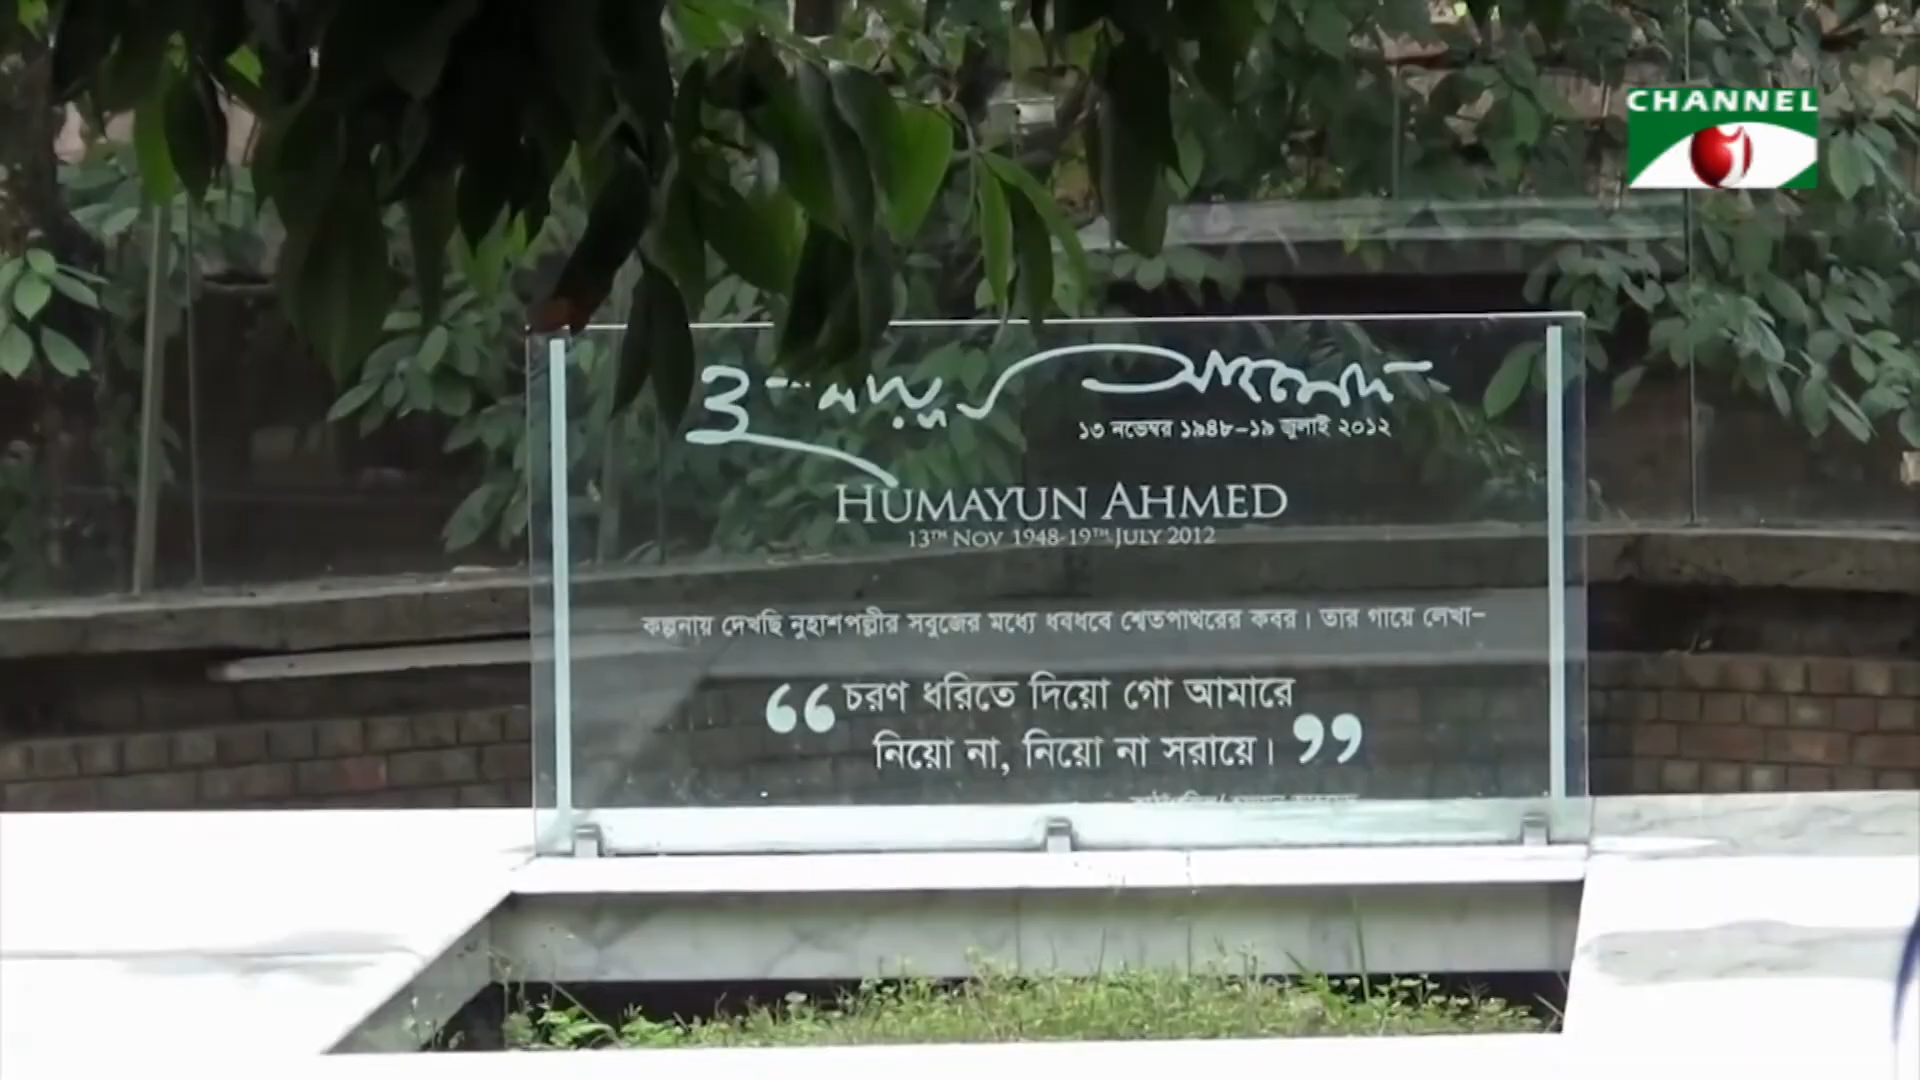 CHANNEL
হুমায়ূন আহমেদ
১৩ নভেম্বর ১৯৪৮-১৯ জুলাই ২০১২
HUMAYUN AHMED
13TH NOV 1948-19TH JULY 2012
কল্পনায় দেখছি নুহাশপল্লীর সবুজের মধ্যে ধবধবে শ্বেতপাথরের কবর। তার গায়ে লেখা-
“চরণ ধরিতে দিয়ো গো আমারে
নিয়ো না, নিয়ো না সরায়ে।”